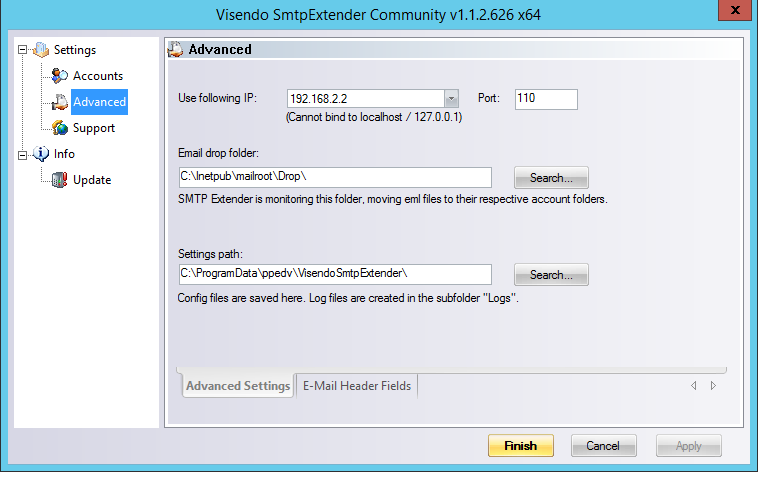 Visendo SmtpExtender Community v1.1.2.626 x64
x
Settings
Accounts
Advanced
Support
Info
Update
Advanced
Use following IP: 192.168.2.2 Port: 110
(Cannot bind to localhost / 127.0.0.1)
Email drop folder:
C:\Inetpub\mailroot\Drop\ Search...
SMTP Extender is monitoring this folder, moving eml files to their respective account folders.
Settings path:
C:\ProgramData\ppedv\VisendoSmtpExtender\ Search...
Config files are saved here. Log files are created in the subfolder "Logs".
Advanced Settings E-Mail Header Fields
Finish Cancel Apply